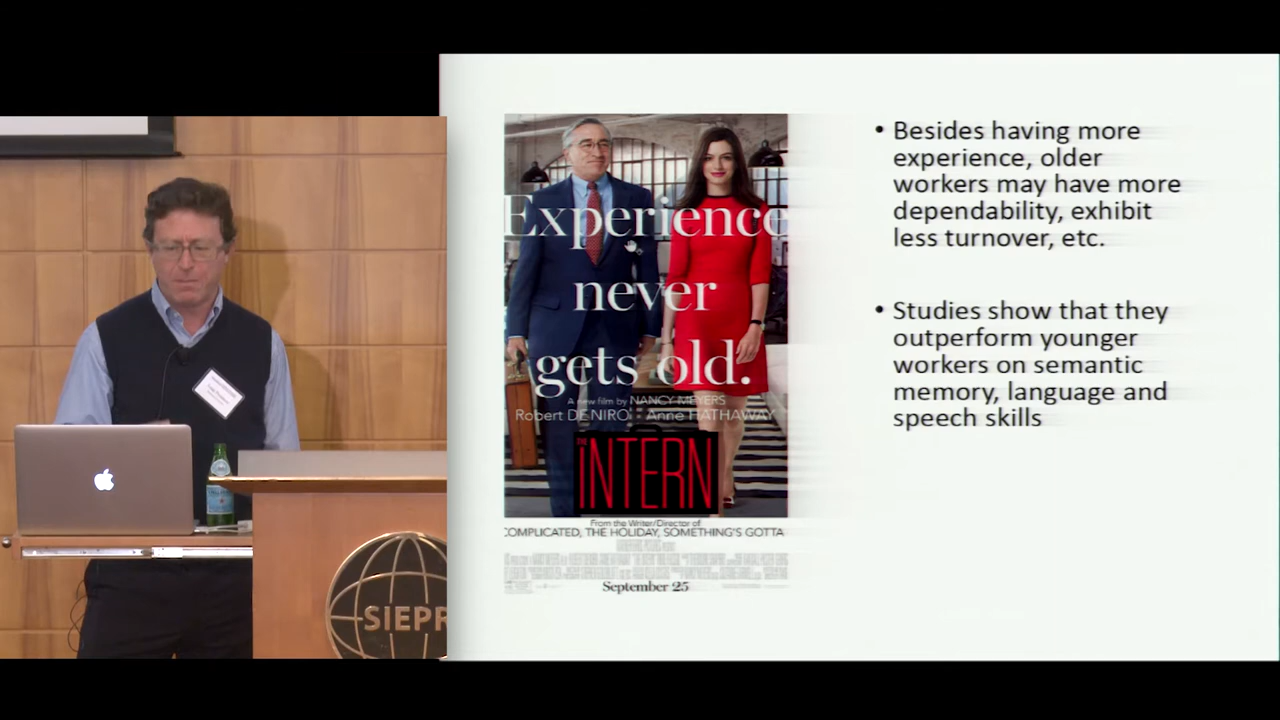 Experience
never
gets old.
A new film by NANCY MEYERS
Robert DE NIRO Anne HATHAWAY
THE
INTERN
From the Writer/Director of
COMPLICATED, THE HOLIDAY, SOMETHING'S GOTTA
September 25
• Besides having more
experience, older
workers may have more
dependability, exhibit
less turnover, etc.
• Studies show that they
outperform younger
workers on semantic
memory, language and
speech skills
SIEPR